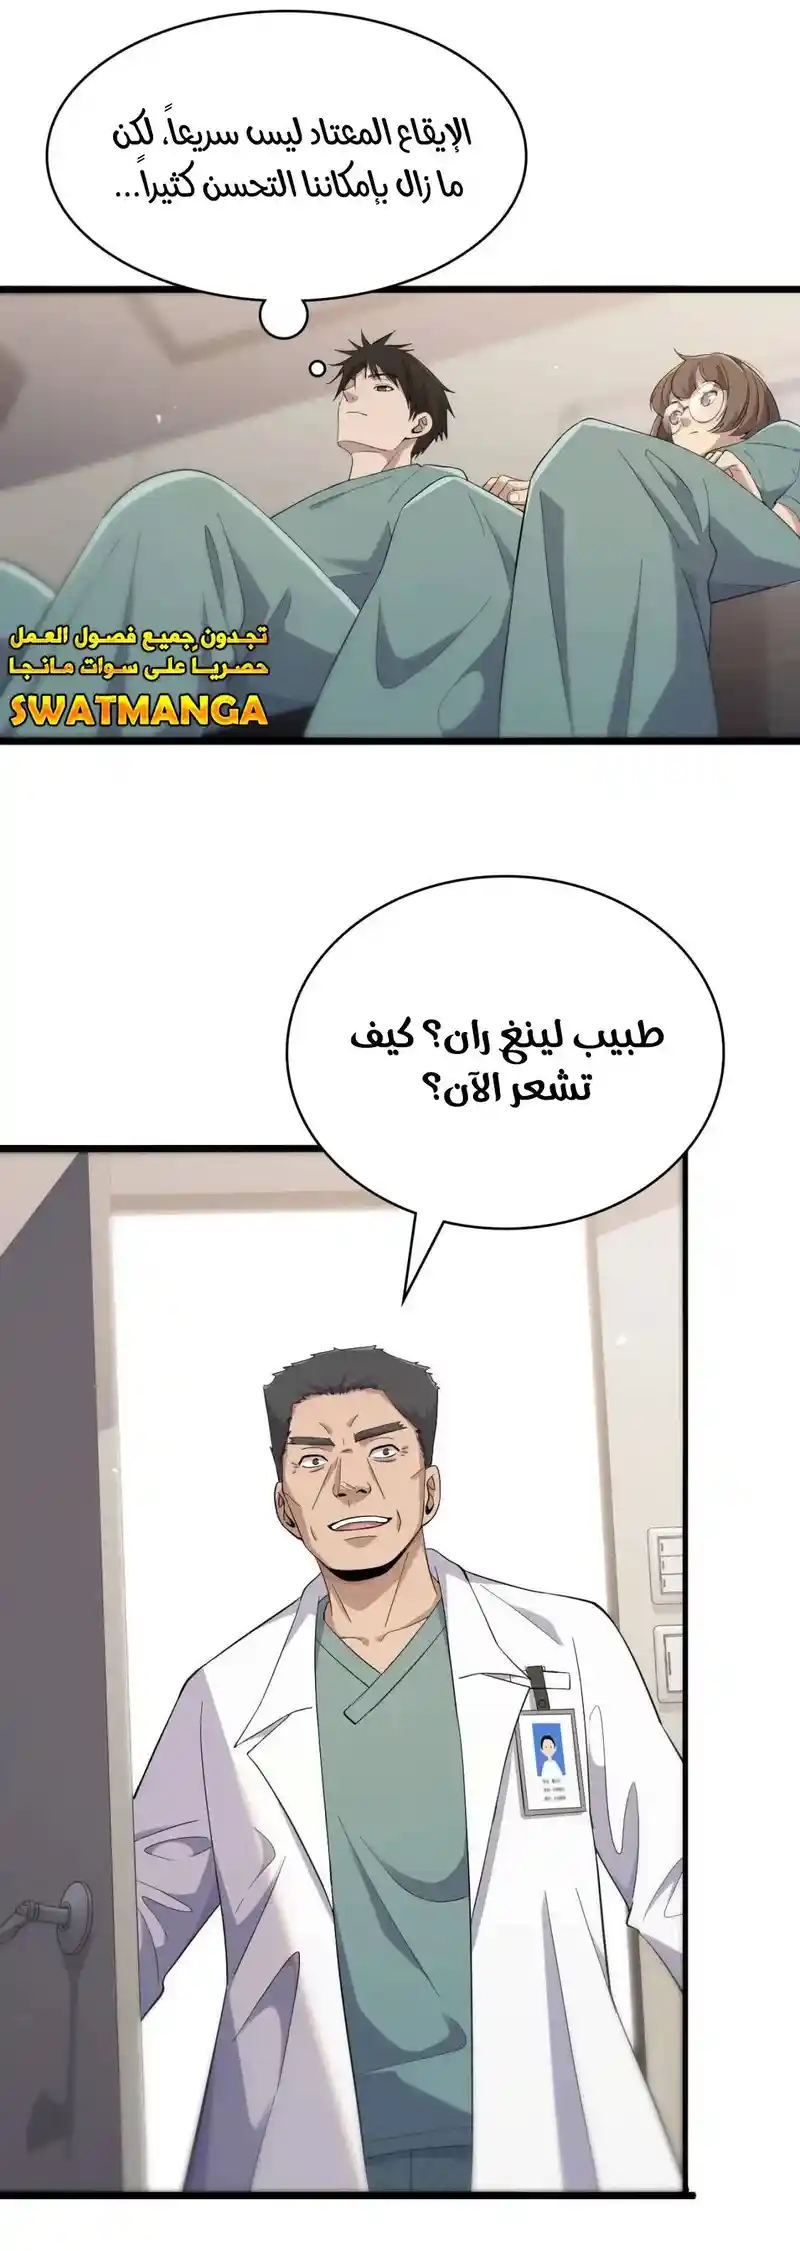 الإيقاع المعتاد ليس سريعاً، لكن
ما زال بإمكاننا التحسن كثيراً...
تجدون جميع فصول العمل
حصريا على سوات مانجا
SWATMANGA
طبيب لينغ ران؟ كيف
تشعر الآن؟